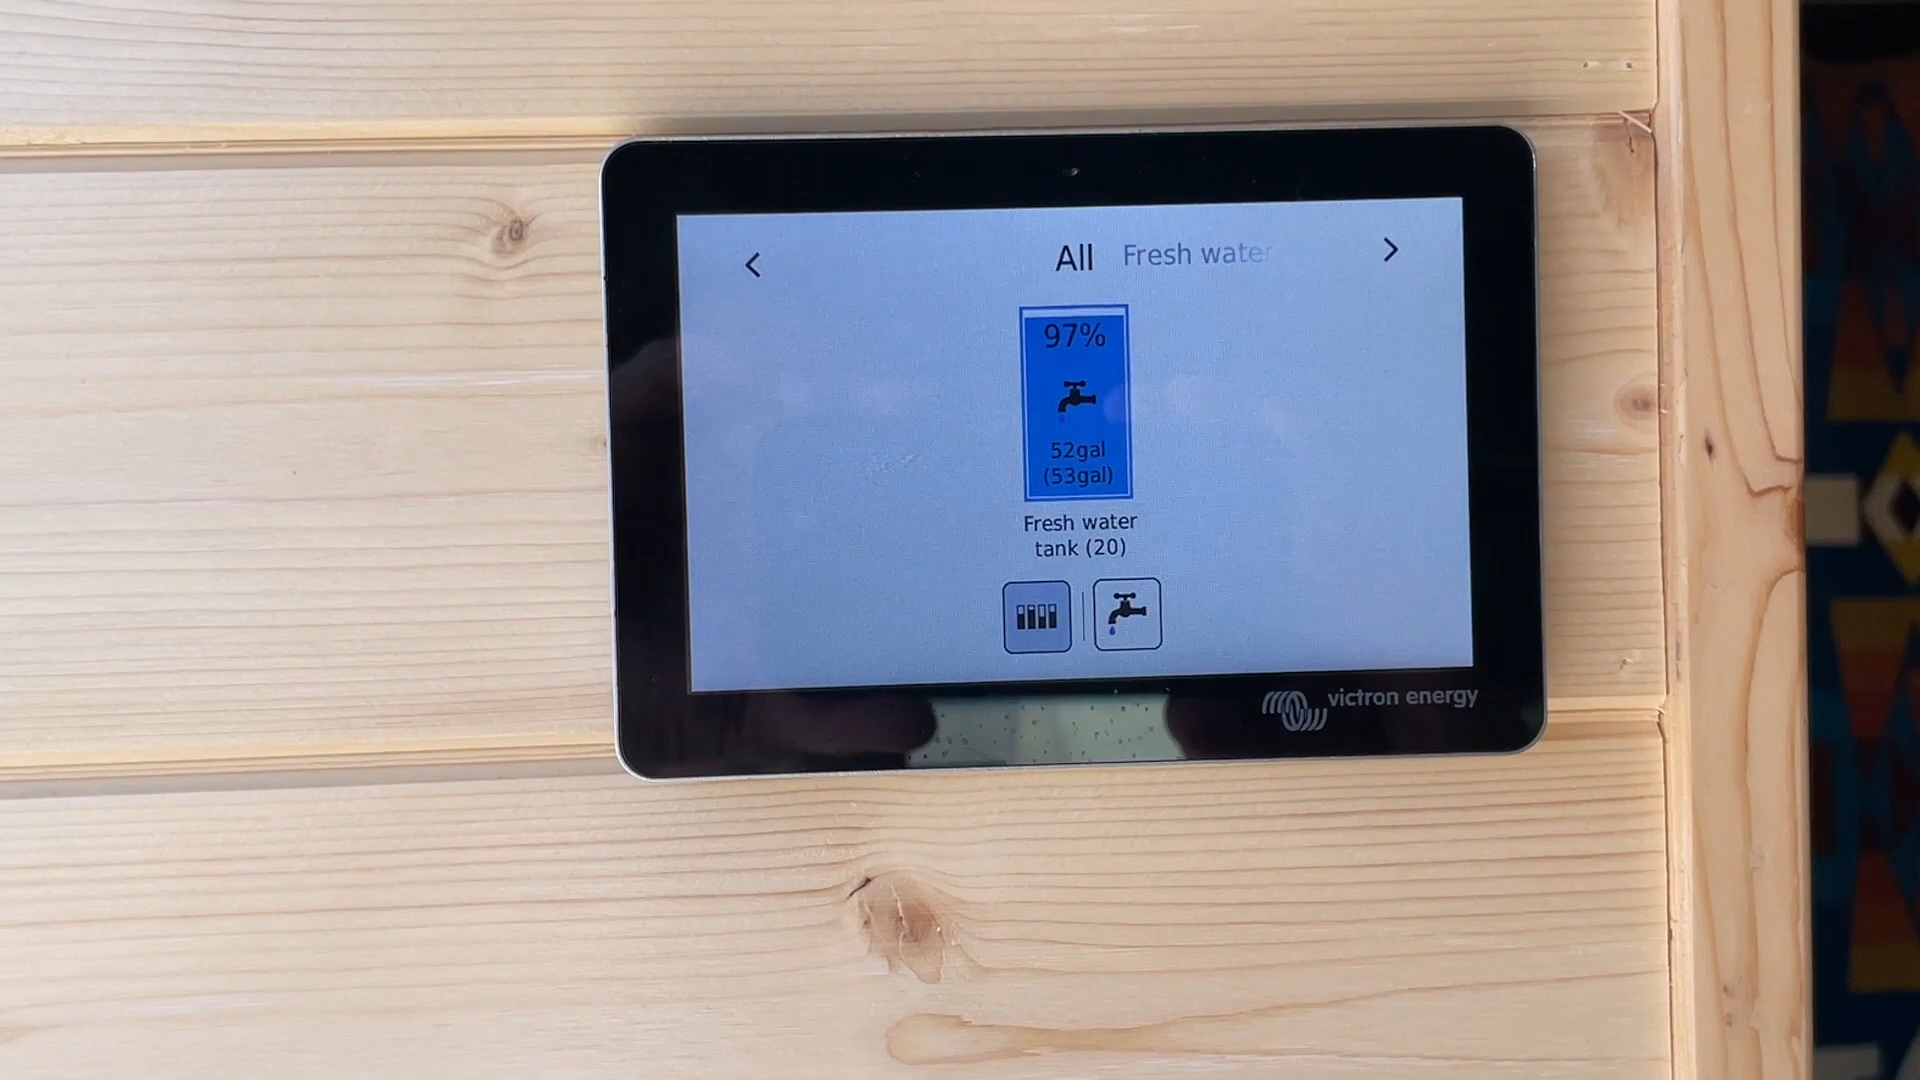 All Fresh water
97%
52gal
(53gal)
Fresh water
tank (20)
victron energy